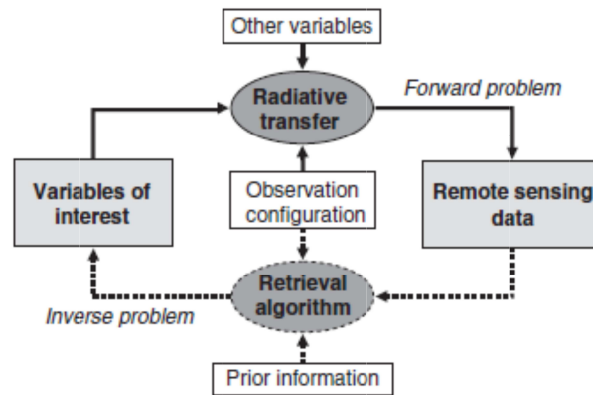 Other variables
Radiative
transfer
Forward problem
Variables of
interest
Observation
configuration
Remote sensing
data
Retrieval
algorithm
Inverse problem
Prior information